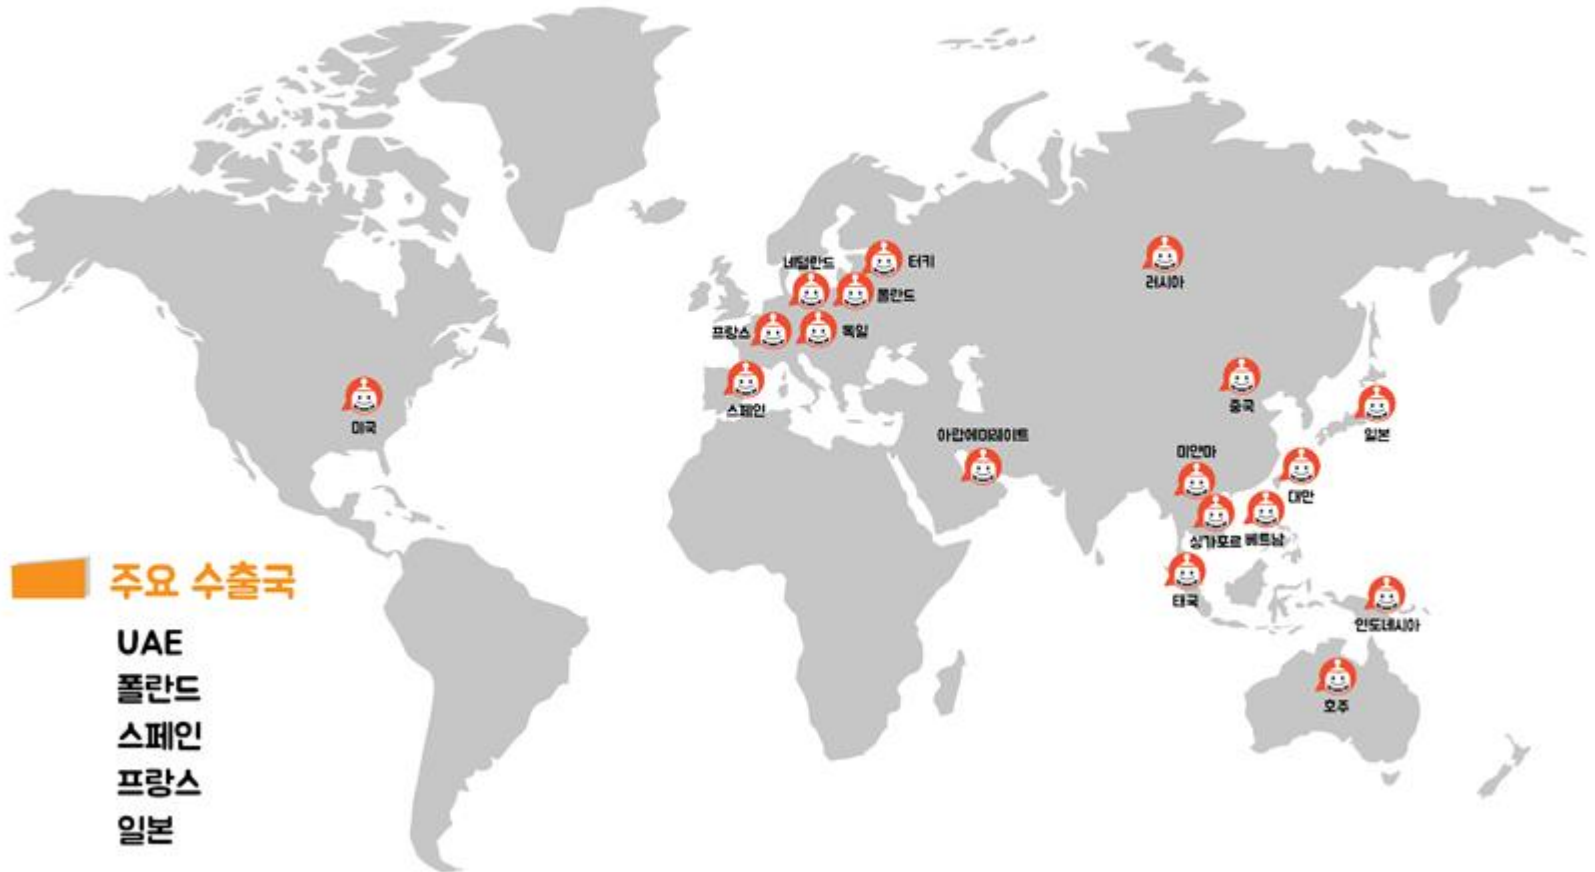 네덜란드
터키
폴란드
프랑스
독일
스페인
러시아
미국
중국
일본
아랍에미레이트
미얀마
대만
싱가포르
베트남
태국
인도네시아
호주
주요 수출국
UAE
폴란드
스페인
프랑스
일본